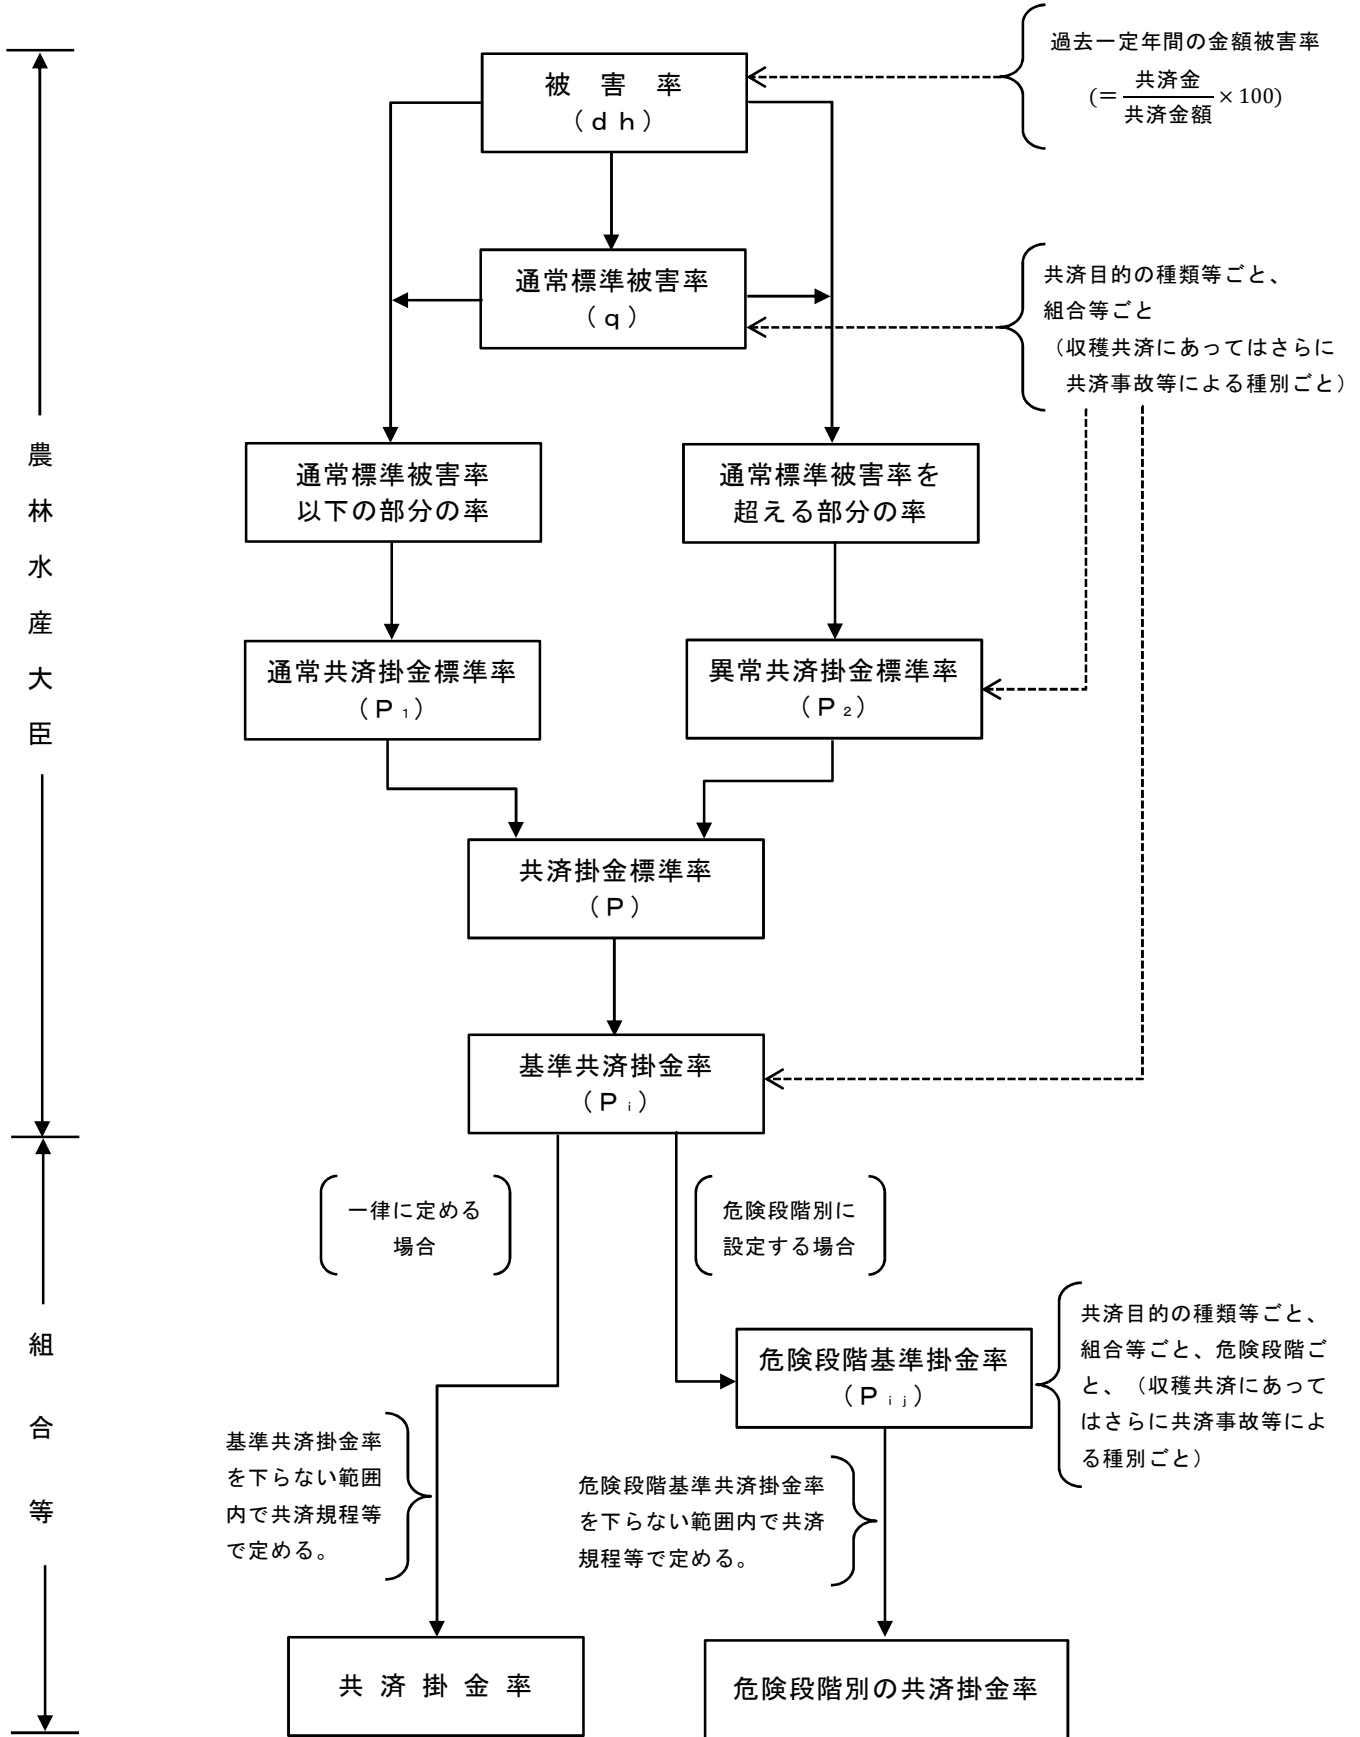 過去一定年間の金額被害率
(＝共済金/共済金額×100)
被　害　率
（ｄｈ）
通常標準被害率
（ｑ）
共済目的の種類等ごと、
組合等ごと
（収穫共済にあってはさらに
共済事故等による種別ごと）
農林水産大臣
通常標準被害率
以下の部分の率
通常標準被害率を
超える部分の率
通常共済掛金標準率
（Ｐ₁）
異常共済掛金標準率
（Ｐ₂）
共済掛金標準率
（Ｐ）
基準共済掛金率
（Ｐｉ）
一律に定める
場合
危険段階別に
設定する場合
組合等
危険段階基準掛金率
（Ｐｉｊ）
共済目的の種類等ごと、
組合等ごと、危険段階ご
と、（収穫共済にあって
はさらに共済事故等によ
る種別ごと）
基準共済掛金率
を下らない範囲
内で共済規程等
で定める。
危険段階基準共済掛金率
を下らない範囲内で共済
規程等で定める。
共 済 掛 金 率
危険段階別の共済掛金率